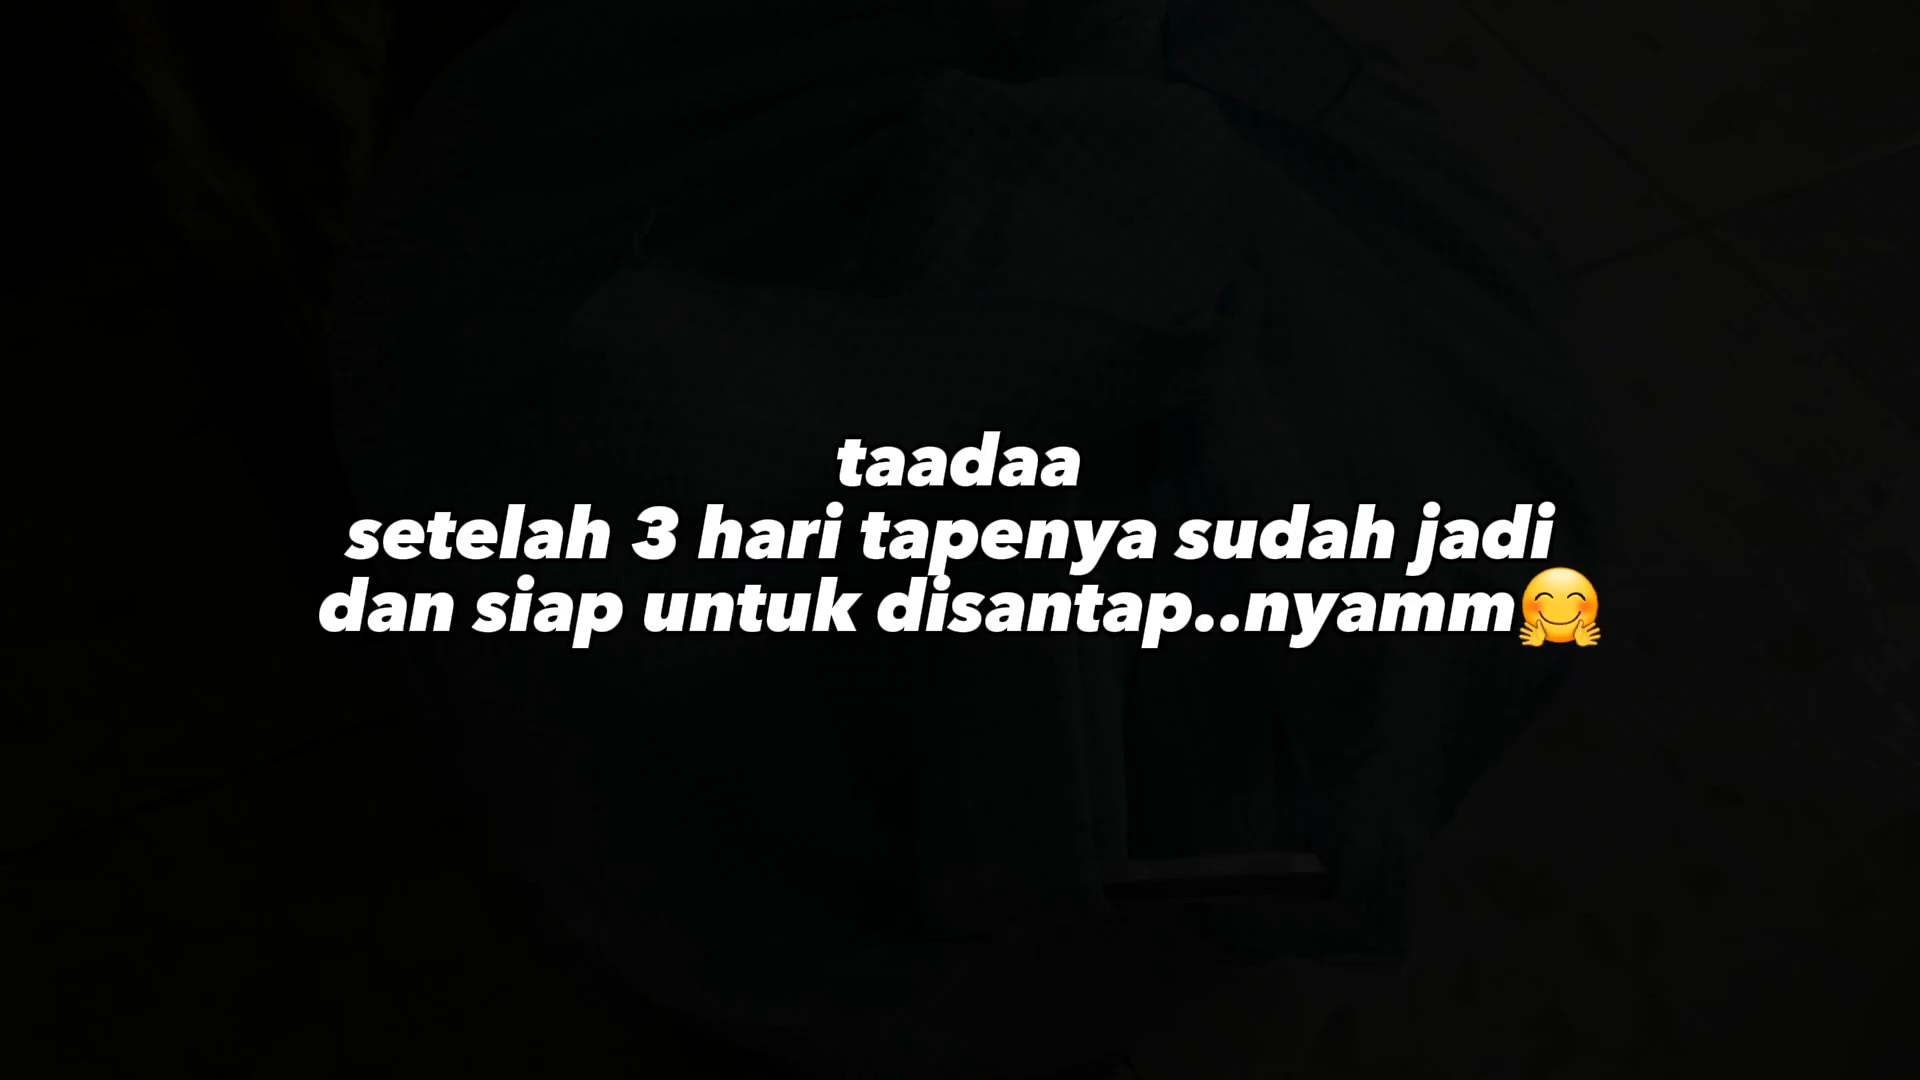 taadaa
setelah 3 hari tapenya sudah jadi
dan siap untuk disantap..nyamm🤗